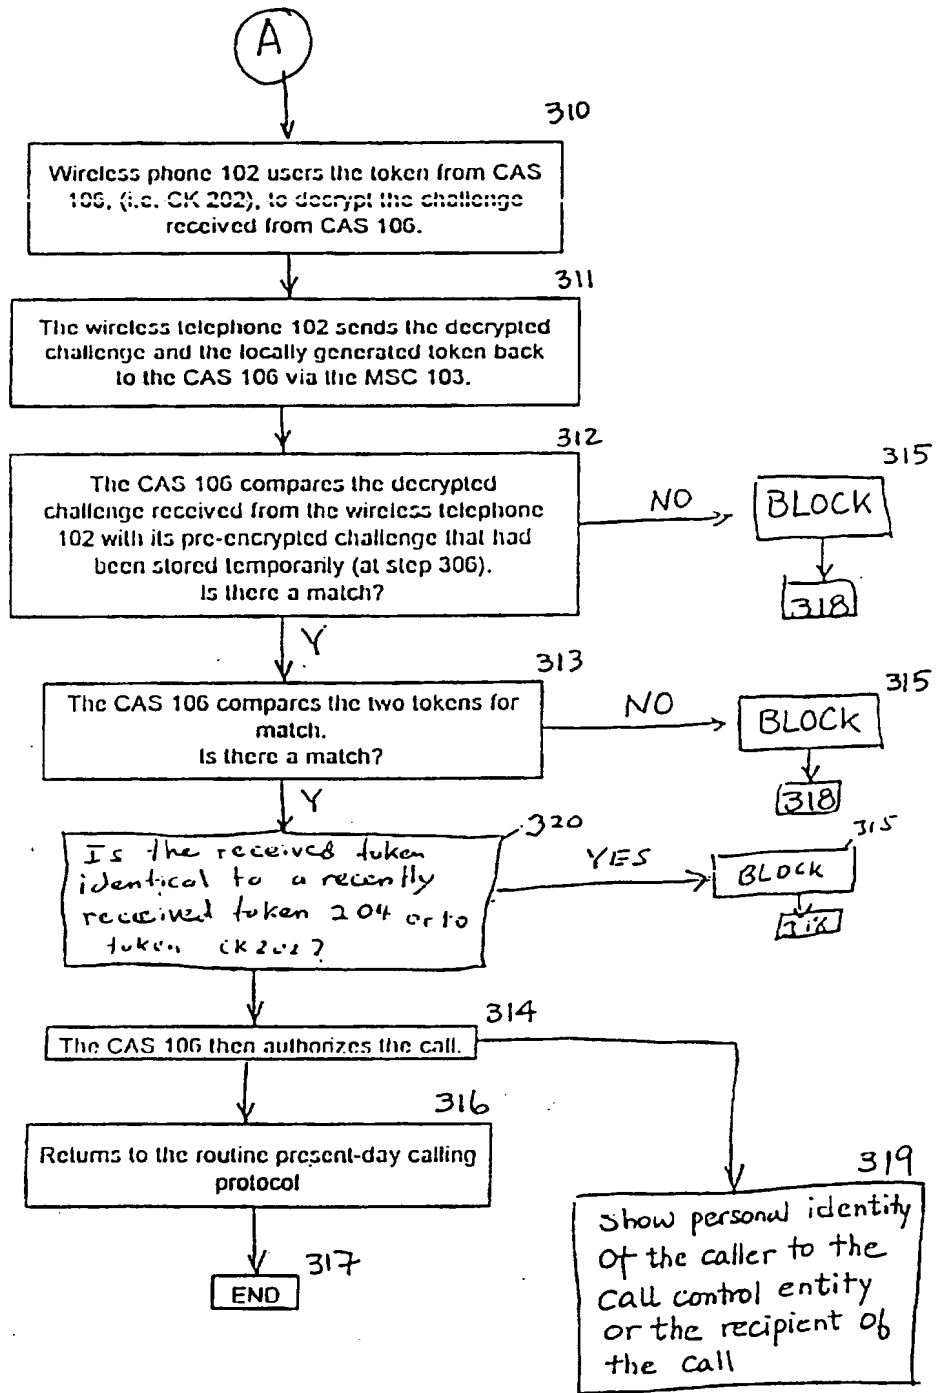 A
310
Wireless phone 102 users the token from CAS
106, (i.e. CK 202), to decrypt the challenge
received from CAS 106.
311
The wireless telephone 102 sends the decrypted
challenge and the locally generated token back
to the CAS 106 via the MSC 103.
312
The CAS 106 compares the decrypted
challenge received from the wireless telephone
102 with its pre-encrypted challenge that had
been stored temporarily (at step 306).
Is there a match?
NO
315
BLOCK
318
Y
313
The CAS 106 compares the two tokens for
match.
Is there a match?
NO
315
BLOCK
318
Y
320
Is the received token
identical to a recently
received token 204 or to
token CK202?
YES
315
BLOCK
318
314
The CAS 106 then authorizes the call.
316
Returns to the routine present-day calling
protocol
317
END
319
Show personal identity
of the caller to the
call control entity
or the recipient of
the call